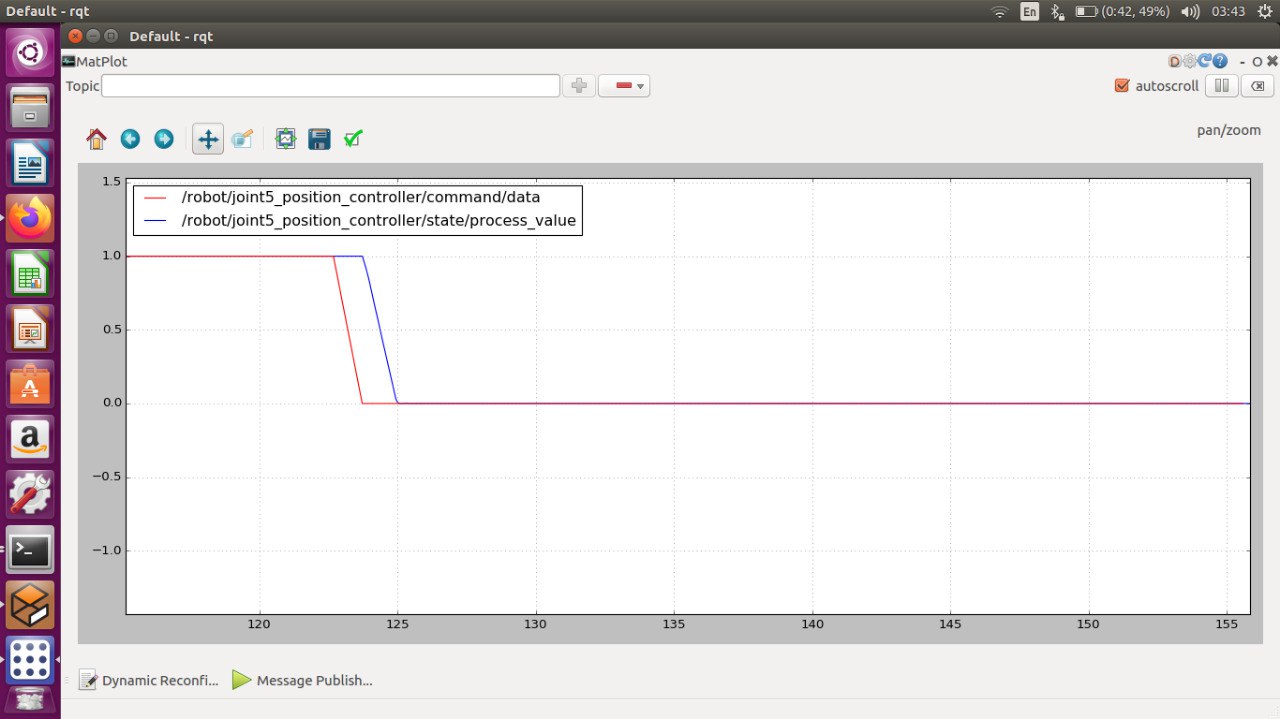 Default - rqt
En
(0:42, 49%)
03:43
Default - rqt
MatPlot
D
?
- O
Topic
autoscroll
pan/zoom
1.5
1.0
0.5
0.0
−0.5
−1.0
/robot/joint5_position_controller/command/data
/robot/joint5_position_controller/state/process_value
120
125
130
135
140
145
150
155
Dynamic Reconfi...
Message Publish...
A
a
>_